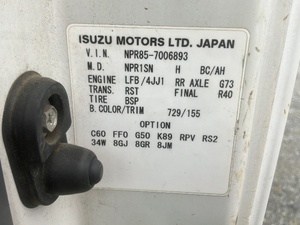 ISUZU MOTORS LTD. JAPAN
V.I.N. NPR85-7006893
M.D. NPR1SN H BC/AH
ENGINE LFB/4JJ1 RR AXLE G73
TRANS. RST FINAL R40
TIRE BSP
B.COLOR/TRIM 729/155
OPTION
C60 FF0 G50 K89 RPV RS2
34W 8GJ 8GR 8JM